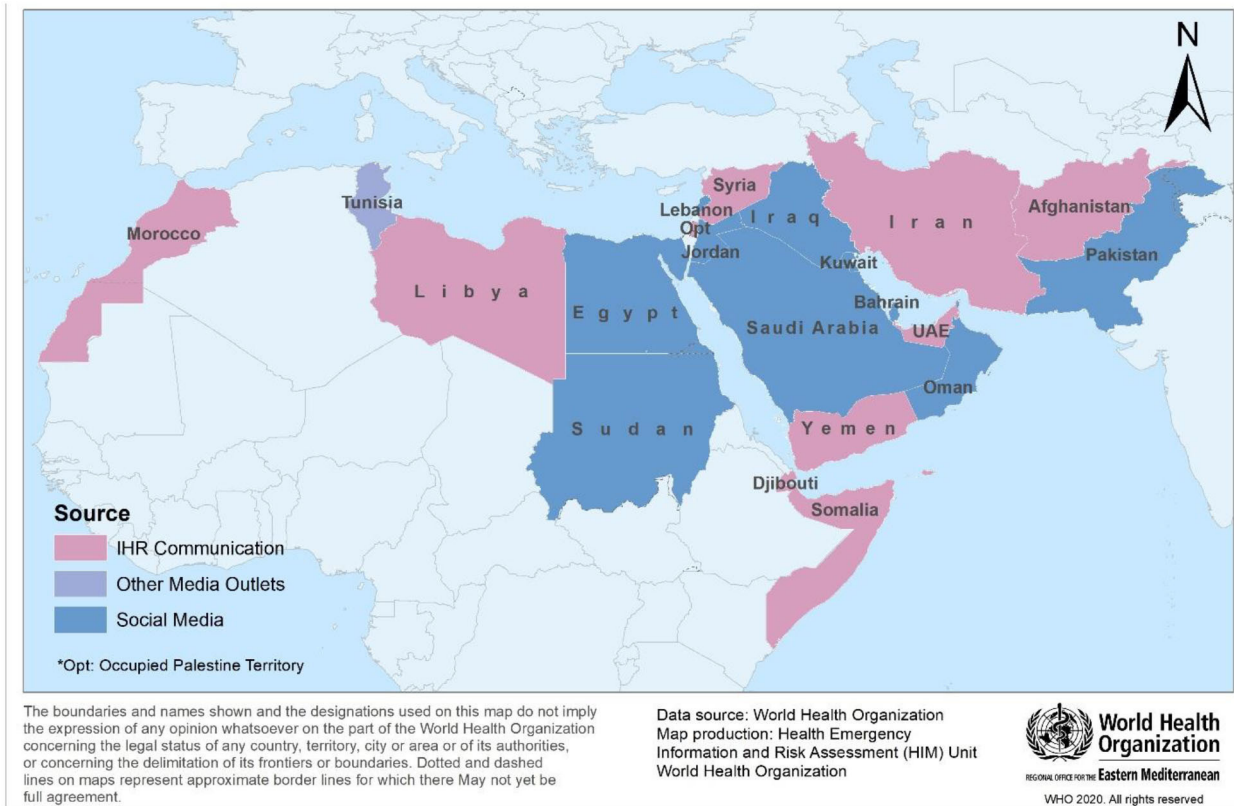 N
Tunisia
Morocco
Syria
Lebanon
Opt
I r a q
Jordan
Kuwait
I r a n
Afghanistan
Pakistan
L i b y a
E g y p t
Bahrain
Saudi Arabia
UAE
Oman
S u d a n
Y e m e n
Djibouti
Somalia
Source
IHR Communication
Other Media Outlets
Social Media
*Opt: Occupied Palestine Territory
The boundaries and names shown and the designations used on this map do not imply
the expression of any opinion whatsoever on the part of the World Health Organization
concerning the legal status of any country, territory, city or area or of its authorities,
or concerning the delimitation of its frontiers or boundaries. Dotted and dashed
lines on maps represent approximate border lines for which there May not yet be
full agreement.
Data source: World Health Organization
Map production: Health Emergency
Information and Risk Assessment (HIM) Unit
World Health Organization
World Health
Organization
REGIONAL OFFICE FOR THE Eastern Mediterranean
WHO 2020. All rights reserved